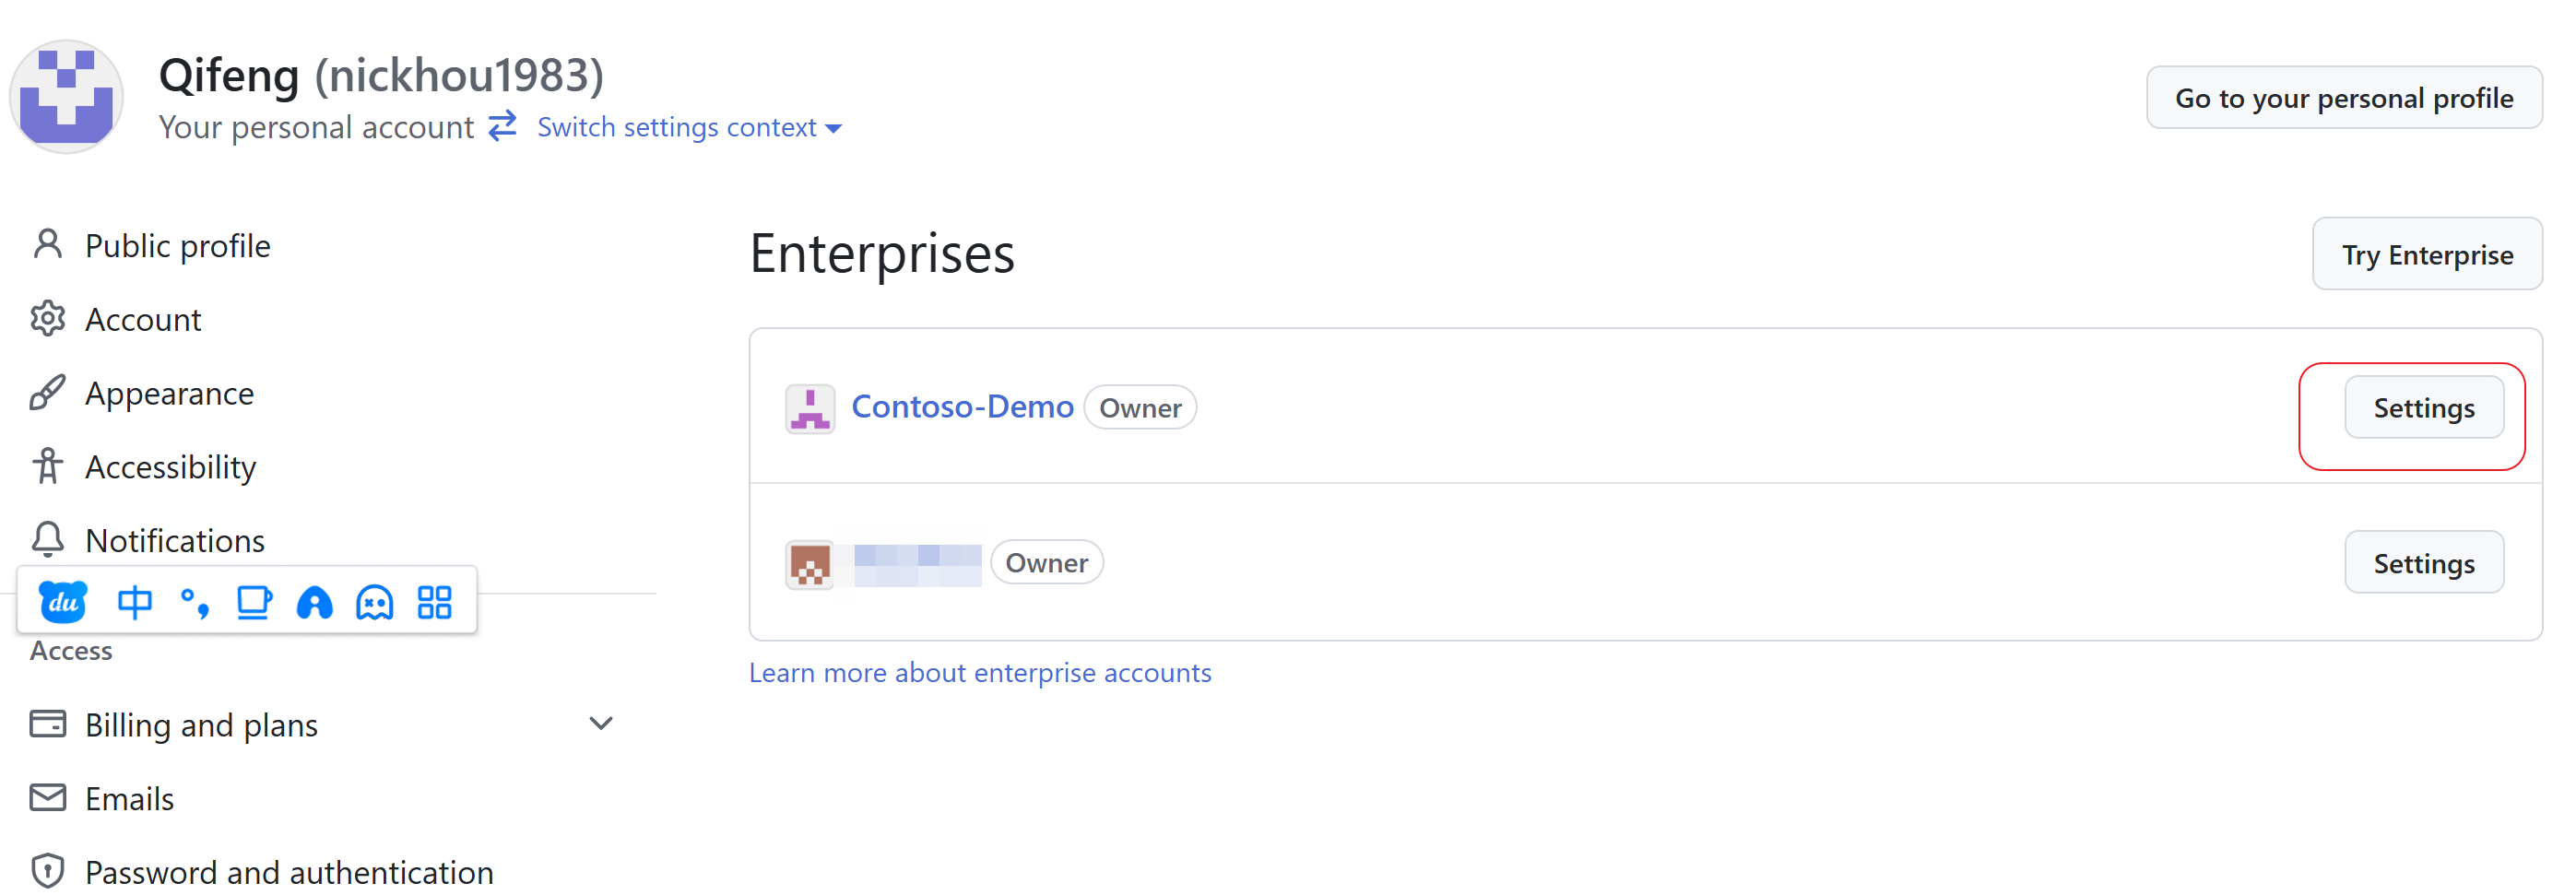 Qifeng (nickhou1983)
Your personal account Switch settings context
Go to your personal profile
Public profile
Account
Appearance
Accessibility
Notifications
du 中 °,
Access
Billing and plans
Emails
Password and authentication
Enterprises
Try Enterprise
Contoso-Demo Owner
Settings
Owner
Settings
Learn more about enterprise accounts